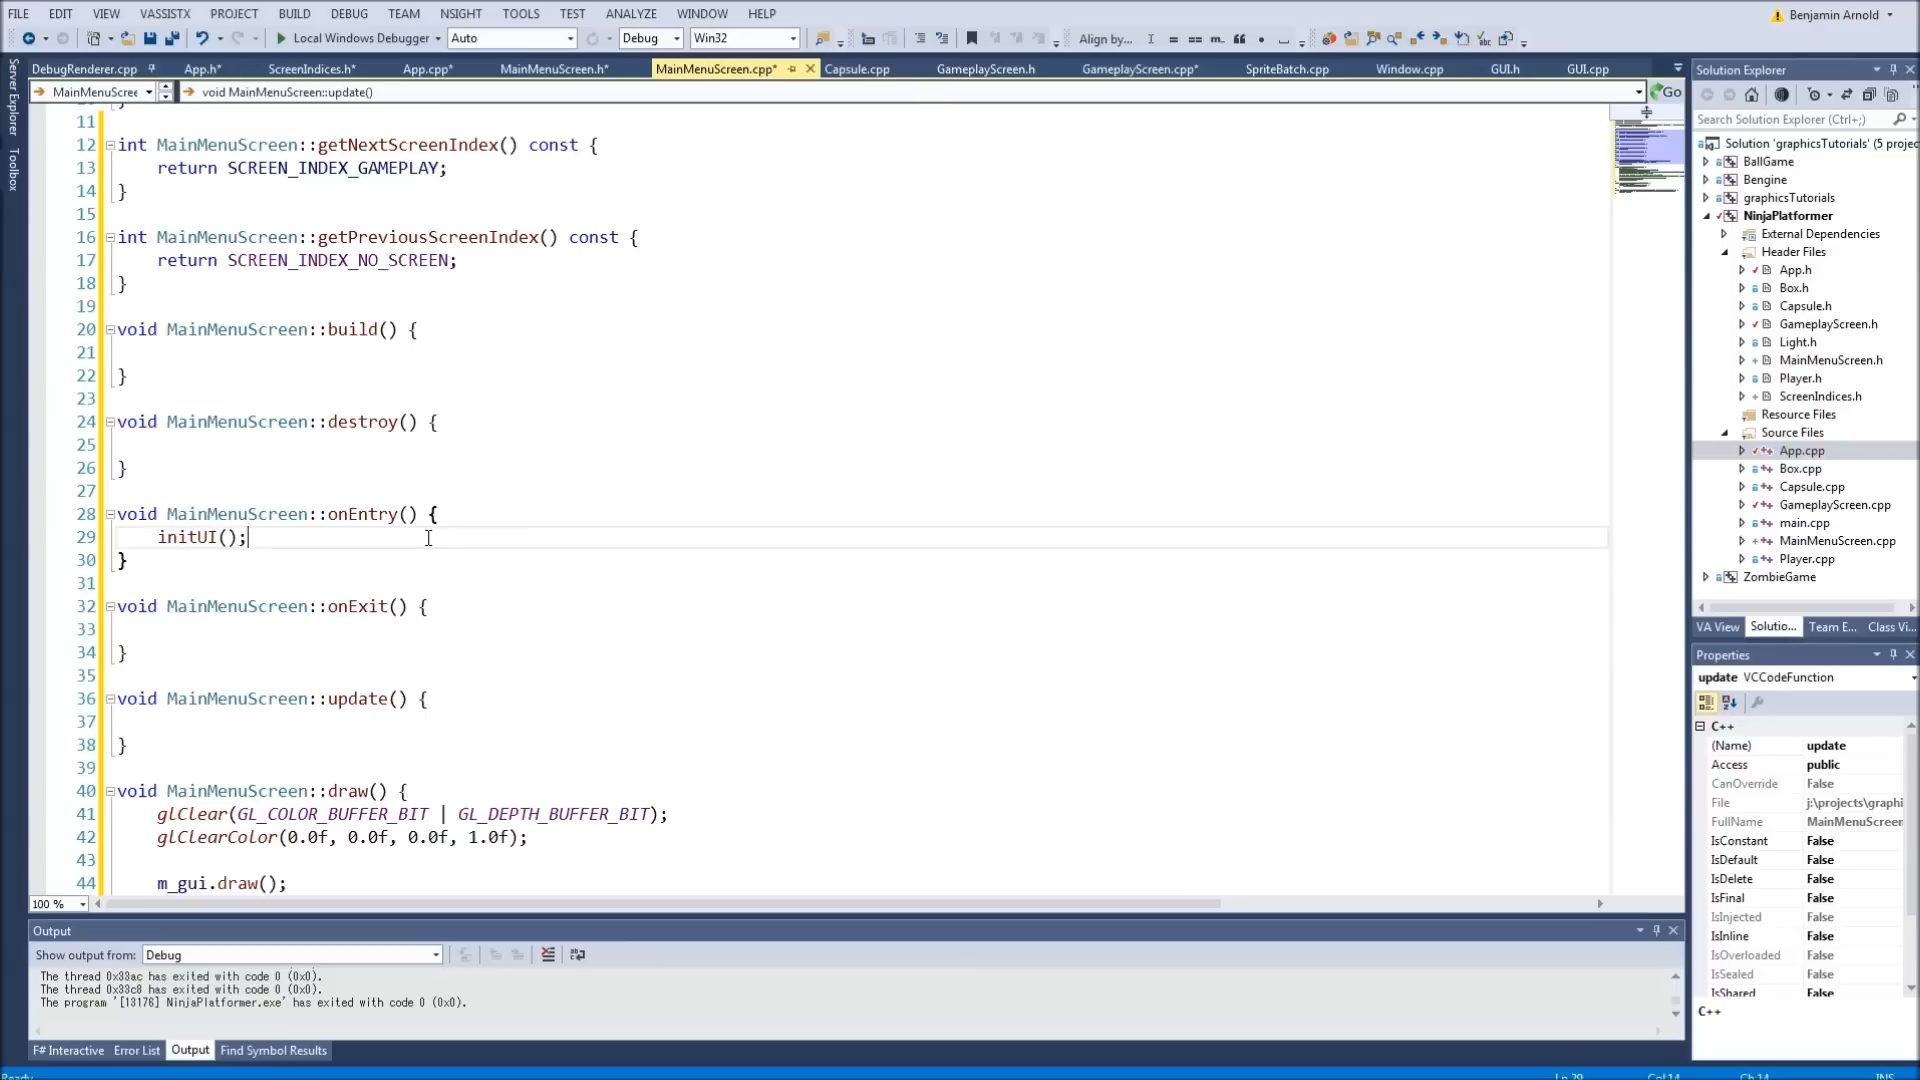 FILE EDIT VIEW VASSISTX PROJECT BUILD DEBUG TEAM NSIGHT TOOLS TEST ANALYZE WINDOW HELP
Benjamin Arnold
Local Windows Debugger Auto Debug Win32 Align by...
DebugRenderer.cpp App.h* ScreenIndices.h* App.cpp* MainMenuScreen.h* MainMenuScreen.cpp* Capsule.cpp GameplayScreen.h GameplayScreen.cpp* SpriteBatch.cpp Window.cpp GUI.h GUI.cpp
MainMenuScree void MainMenuScreen::update() Go
Server Explorer
Toolbox
11
12 int MainMenuScreen::getNextScreenIndex() const {
13 return SCREEN_INDEX_GAMEPLAY;
14 }
15
16 int MainMenuScreen::getPreviousScreenIndex() const {
17 return SCREEN_INDEX_NO_SCREEN;
18 }
19
20 void MainMenuScreen::build() {
21
22 }
23
24 void MainMenuScreen::destroy() {
25
26 }
27
28 void MainMenuScreen::onEntry() {
29 initUI();
30 }
31
32 void MainMenuScreen::onExit() {
33
34 }
35
36 void MainMenuScreen::update() {
37
38 }
39
40 void MainMenuScreen::draw() {
41 glClear(GL_COLOR_BUFFER_BIT | GL_DEPTH_BUFFER_BIT);
42 glClearColor(0.0f, 0.0f, 0.0f, 1.0f);
43
44 m_gui.draw();
100 %
Output
Show output from: Debug
The thread 0x33ac has exited with code 0 (0x0).
The thread 0x33c8 has exited with code 0 (0x0).
The program '[13176] NinjaPlatformer.exe' has exited with code 0 (0x0).
F# Interactive Error List Output Find Symbol Results
Solution Explorer
Search Solution Explorer (Ctrl+;)
Solution 'graphicsTutorials' (5 projec
BallGame
Bengine
graphicsTutorials
NinjaPlatformer
External Dependencies
Header Files
App.h
Box.h
Capsule.h
GameplayScreen.h
Light.h
MainMenuScreen.h
Player.h
ScreenIndices.h
Resource Files
Source Files
App.cpp
Box.cpp
Capsule.cpp
GameplayScreen.cpp
main.cpp
MainMenuScreen.cpp
Player.cpp
ZombieGame
VA View Solutio... Team E... Class Vi...
Properties
update VCCodeFunction
C++
(Name) update
Access public
CanOverride False
File j:\projects\graphi
FullName MainMenuScreen
IsConstant False
IsDefault False
IsDelete False
IsFinal False
IsInjected False
IsInline False
IsOverloaded False
IsSealed False
IsShared False
C++
Ready Ln 29 Col 14 Ch 14 INS